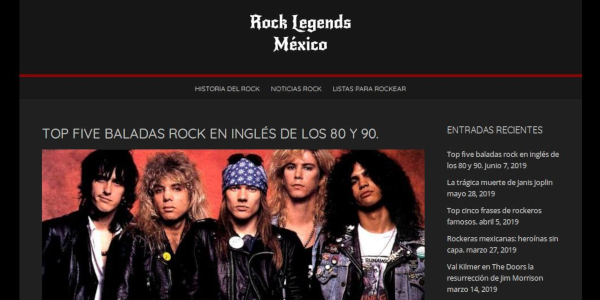 Rock Legends
México
HISTORIA DEL ROCK NOTICIAS ROCK LISTAS PARA ROCKEAR
TOP FIVE BALADAS ROCK EN INGLÉS DE LOS 80 Y 90.
ENTRADAS RECIENTES
Top five baladas rock en inglés de
los 80 y 90. junio 7, 2019
La trágica muerte de Janis Joplin
mayo 28, 2019
Top cinco frases de rockeros
famosos. abril 5, 2019
Rockeras mexicanas: heroínas sin
capa. marzo 27, 2019
Val Kilmer en The Doors la
resurrección de Jim Morrison
marzo 14, 2019